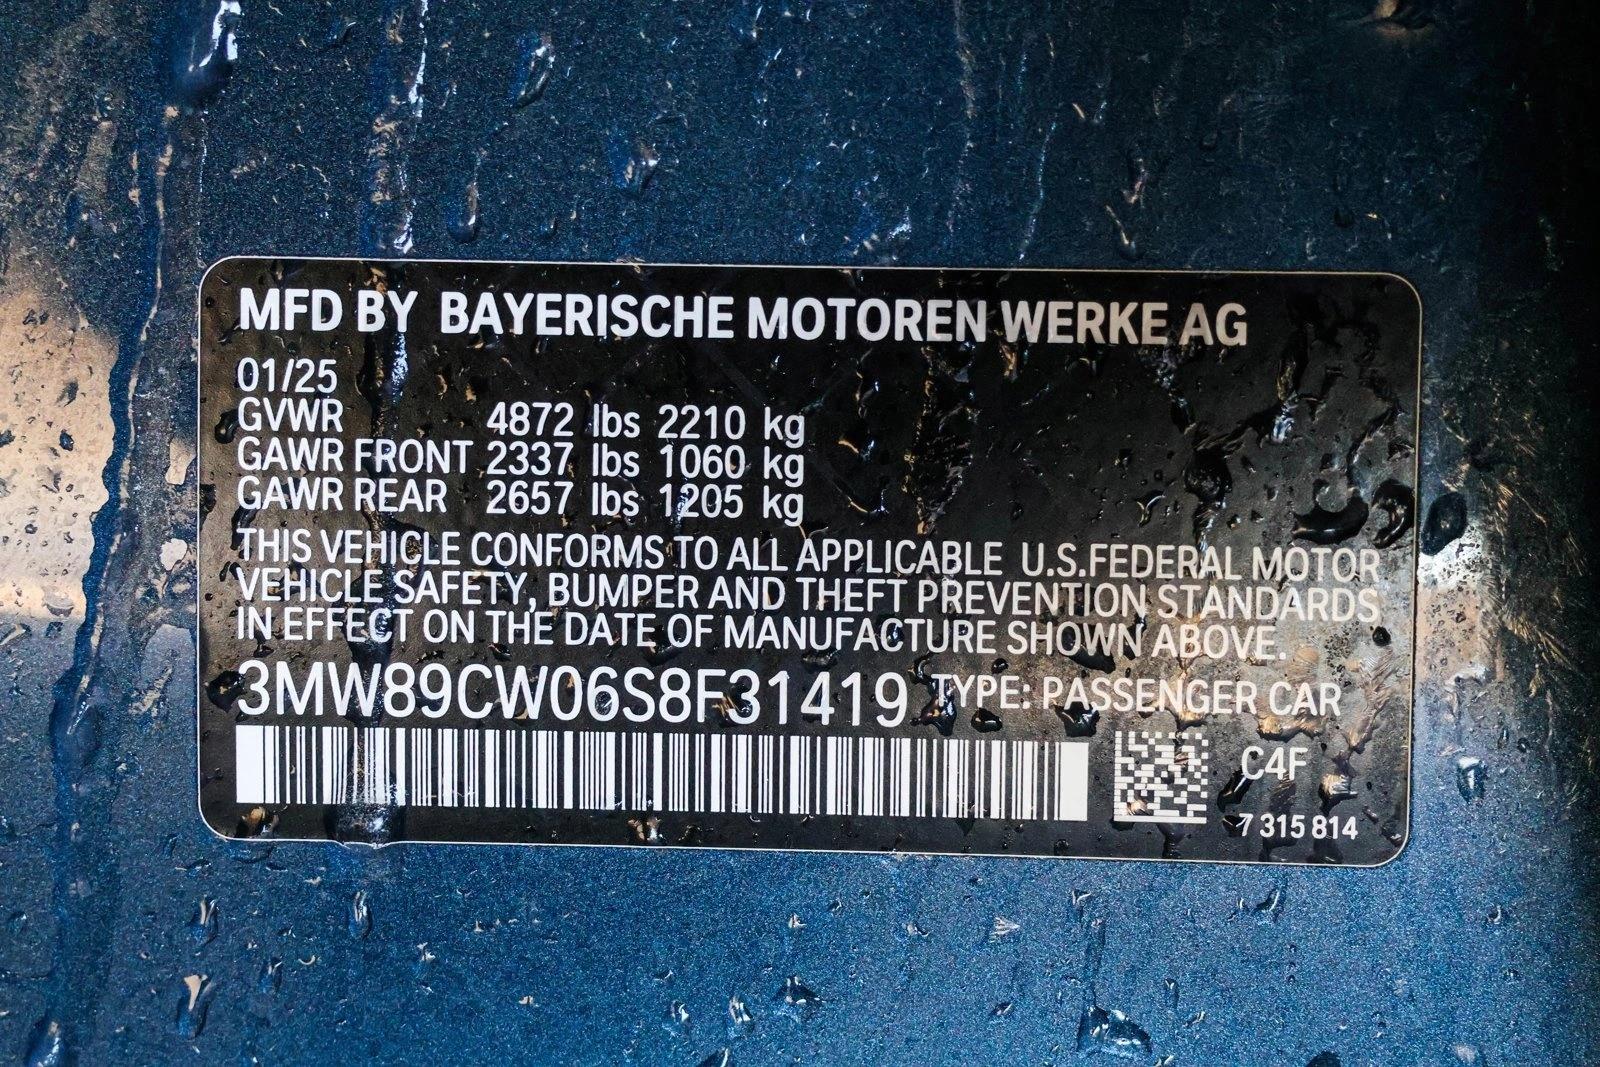 MFD BY BAYERISCHE MOTOREN WERKE AG
01/25
GVWR 4872 lbs 2210 kg
GAWR FRONT 2337 lbs 1060 kg
GAWR REAR 2657 lbs 1205 kg
THIS VEHICLE CONFORMS TO ALL APPLICABLE U.S.FEDERAL MOTOR
VEHICLE SAFETY, BUMPER AND THEFT PREVENTION STANDARDS
IN EFFECT ON THE DATE OF MANUFACTURE SHOWN ABOVE.
3MW89CW06S8F31419 TYPE: PASSENGER CAR
C4F
7 315 814